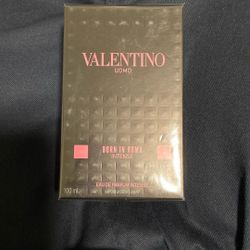 VALENTINO
UOMO
BORN IN ROMA
INTENSE
100 ml
EAU DE PARFUM INTENSE